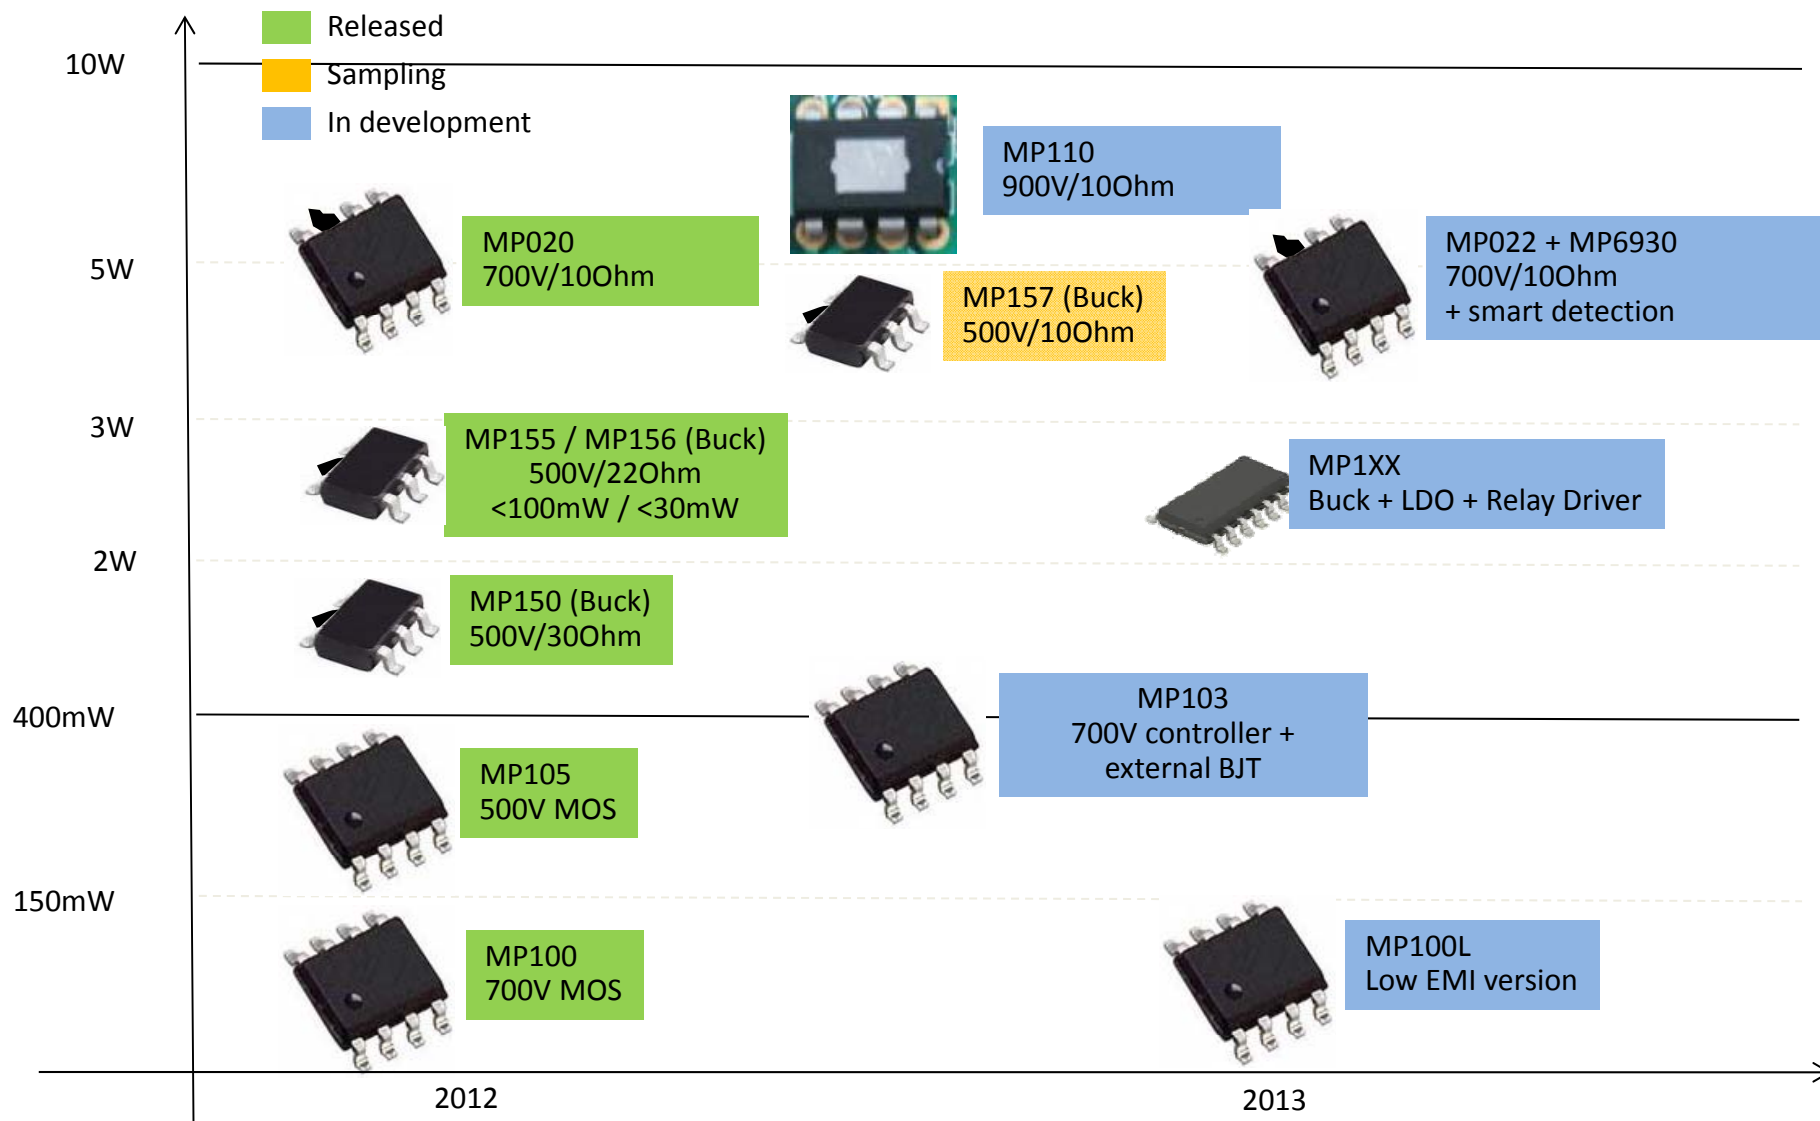 Released
10W
Sampling
In development
MP110
900V/10Ohm
MP020
700V/10Ohm
MP022 + MP6930
700V/10Ohm
+ smart detection
5W
MP157 (Buck)
500V/10Ohm
3W
MP155 / MP156 (Buck)
500V/22Ohm
<100mW / <30mW
MP1XX
Buck + LDO + Relay Driver
2W
MP150 (Buck)
500V/30Ohm
400mW
MP103
700V controller +
external BJT
MP105
500V MOS
150mW
MP100
700V MOS
MP100L
Low EMI version
2012
2013